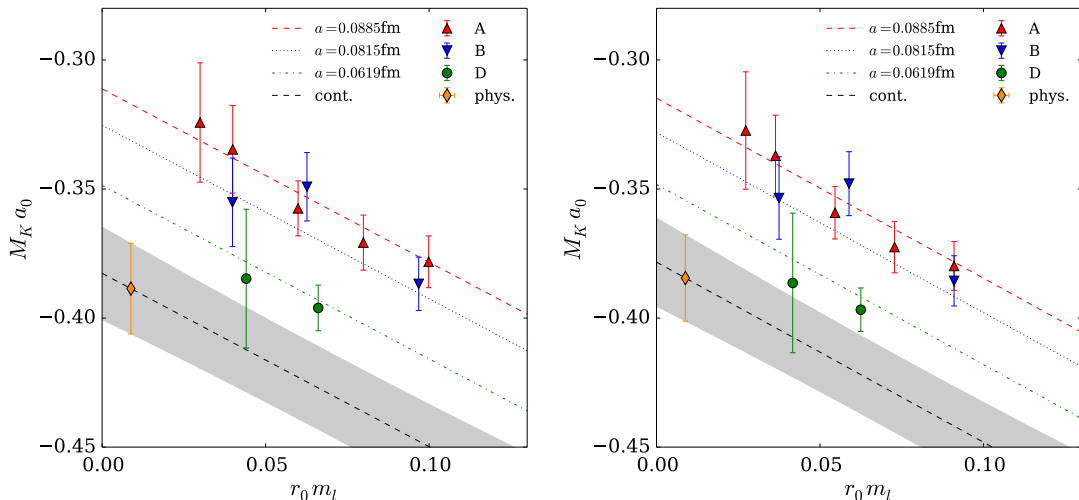 a=0.0885fm A
a=0.0815fm B
a=0.0619fm D
cont. phys.
−0.30
−0.35
−0.40
−0.45
M_K a_0
0.00 0.05 0.10
r_0 m_l
a=0.0885fm A
a=0.0815fm B
a=0.0619fm D
cont. phys.
−0.30
−0.35
−0.40
−0.45
M_K a_0
0.00 0.05 0.10
r_0 m_l